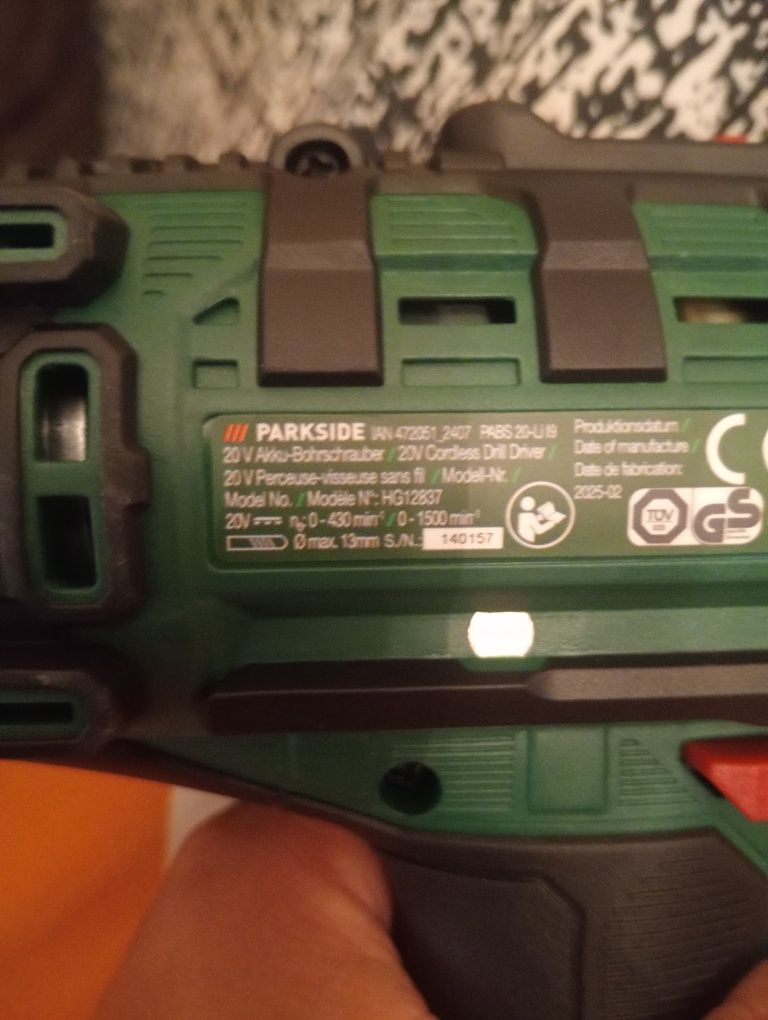 PARKSIDE IAN 472051_2407 PABS 20-Li I9
20 V Akku-Bohrschrauber / 20V Cordless Drill Driver /
20 V Perceuse-visseuse sans fil / Modell-Nr. /
Model No. / Modèle N°: HG12837
20V ⎓ n₀: 0 - 430 min⁻¹ / 0 - 1500 min⁻¹
Ø max. 13mm S./N.: 140157
Produktionsdatum /
Date of manufacture /
Date de fabrication:
2025-02
CE
TÜV
GS